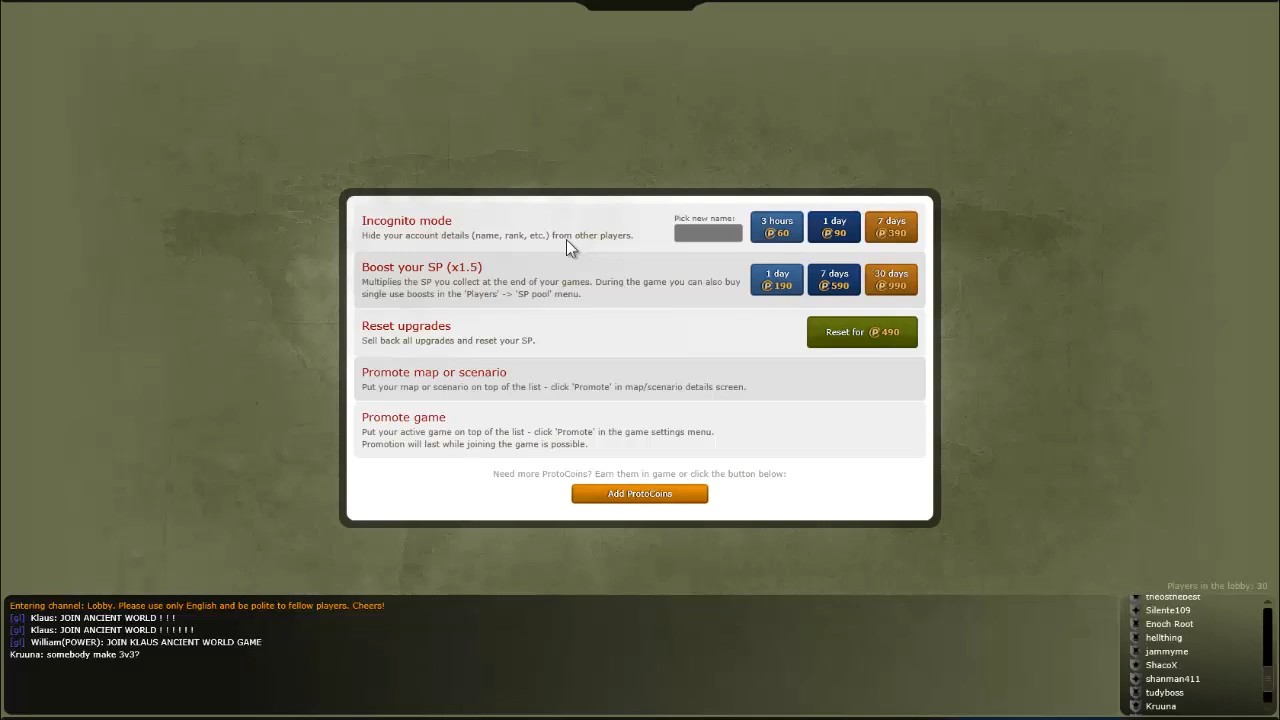 Incognito mode
Hide your account details (name, rank, etc.) from other players.
Pick new name:
3 hours
60
1 day
90
7 days
390
Boost your SP (x1.5)
Multiplies the SP you collect at the end of your games. During the game you can also buy
single use boosts in the 'Players' -> 'SP pool' menu.
1 day
190
7 days
590
30 days
990
Reset upgrades
Sell back all upgrades and reset your SP.
Reset for 490
Promote map or scenario
Put your map or scenario on top of the list - click 'Promote' in map/scenario details screen.
Promote game
Put your active game on top of the list - click 'Promote' in the game settings menu.
Promotion will last while joining the game is possible.
Need more ProtoCoins? Earn them in game or click the button below:
Add ProtoCoins
Players in the lobby: 30
Entering channel: Lobby. Please use only English and be polite to fellow players. Cheers!
[gl] Klaus: JOIN ANCIENT WORLD ! ! !
[gl] Klaus: JOIN ANCIENT WORLD ! ! ! ! ! !
[gl] William(POWER): JOIN KLAUS ANCIENT WORLD GAME
Kruuna: somebody make 3v3?
theosthebest
Silente109
Enoch Root
hellthing
jammyme
ShacoX
shanman411
tudyboss
Kruuna